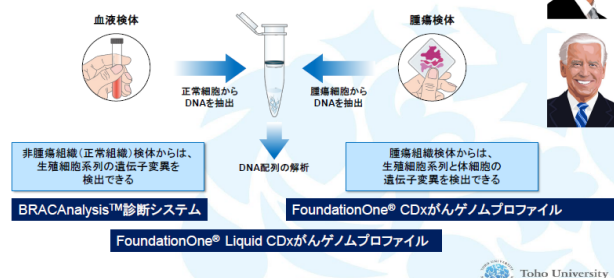 血液検体
腫瘍検体
正常細胞から
DNAを抽出
腫瘍細胞から
DNAを抽出
非腫瘍組織(正常組織)検体からは、
生殖細胞系列の遺伝子変異を
検出できる
DNA配列の解析
腫瘍組織検体からは、
生殖細胞系列と体細胞の
遺伝子変異を検出できる
BRACAnalysis™診断システム
FoundationOne® CDxがんゲノムプロファイル
FoundationOne® Liquid CDxがんゲノムプロファイル
Toho University